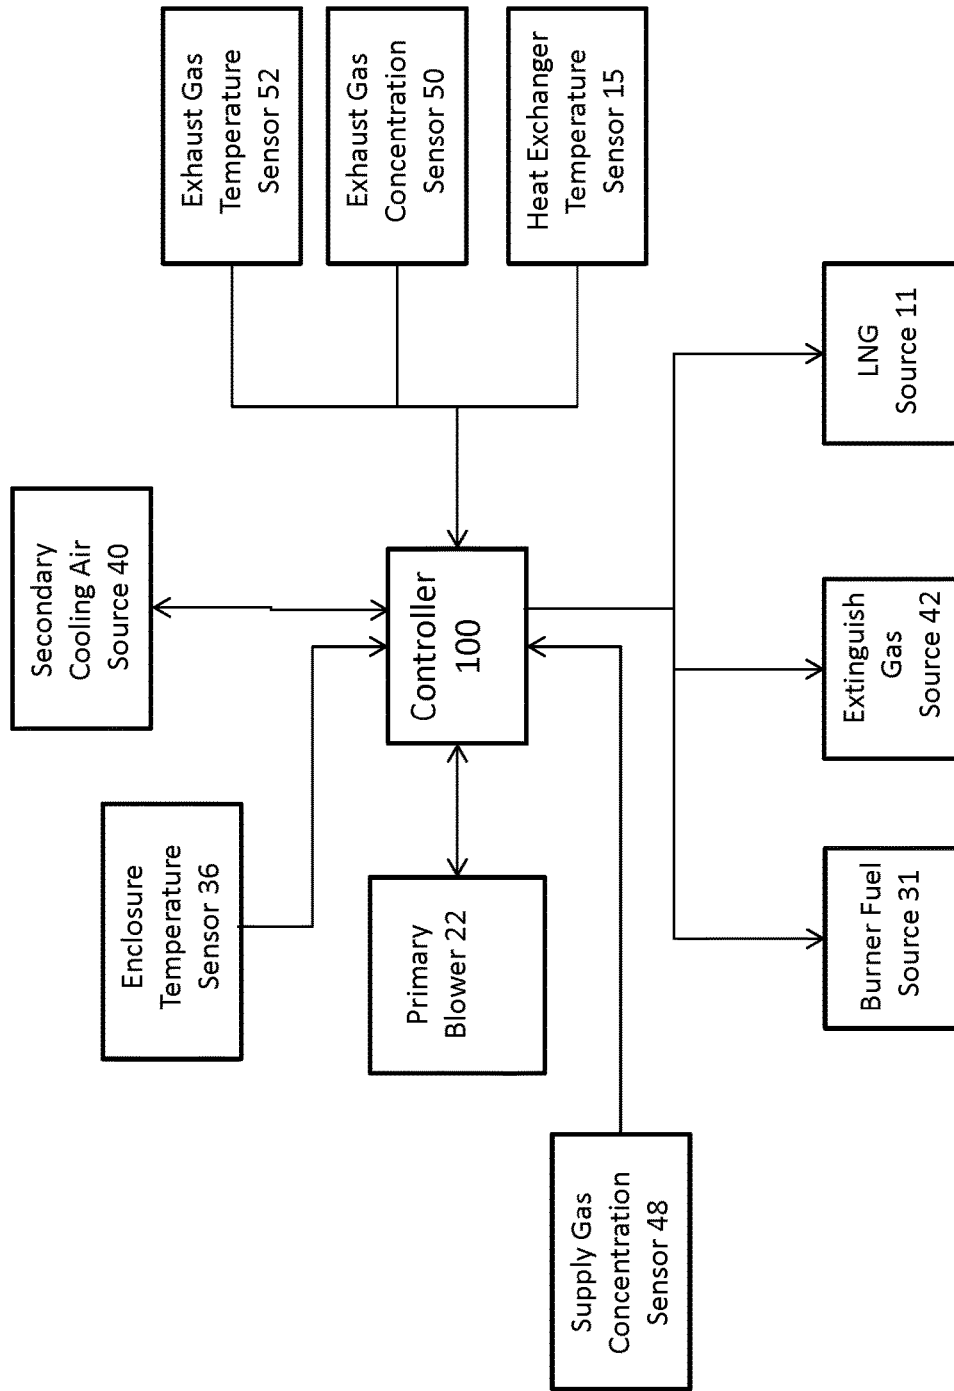 Exhaust Gas
Temperature
Sensor 52
Exhaust Gas
Concentration
Sensor 50
Heat Exchanger
Temperature
Sensor 15
Secondary
Cooling Air
Source 40
Controller
100
LNG
Source 11
Enclosure
Temperature
Sensor 36
Primary
Blower 22
Extinguish
Gas
Source 42
Burner Fuel
Source 31
Supply Gas
Concentration
Sensor 48